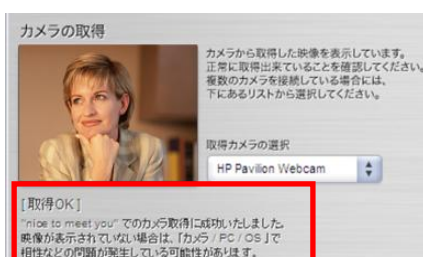 カメラの取得
カメラから取得した映像を表示しています。
正常に取得出来ていることを確認してください。
複数のカメラを接続している場合には、
下にあるリストから選択してください。
取得カメラの選択
HP Pavilion Webcam
[取得OK]
"nice to meet you" でのカメラ取得に成功いたしました。
映像が表示されていない場合は、「カメラ / PC / OS 」で
相性などの問題が発生している可能性があります。